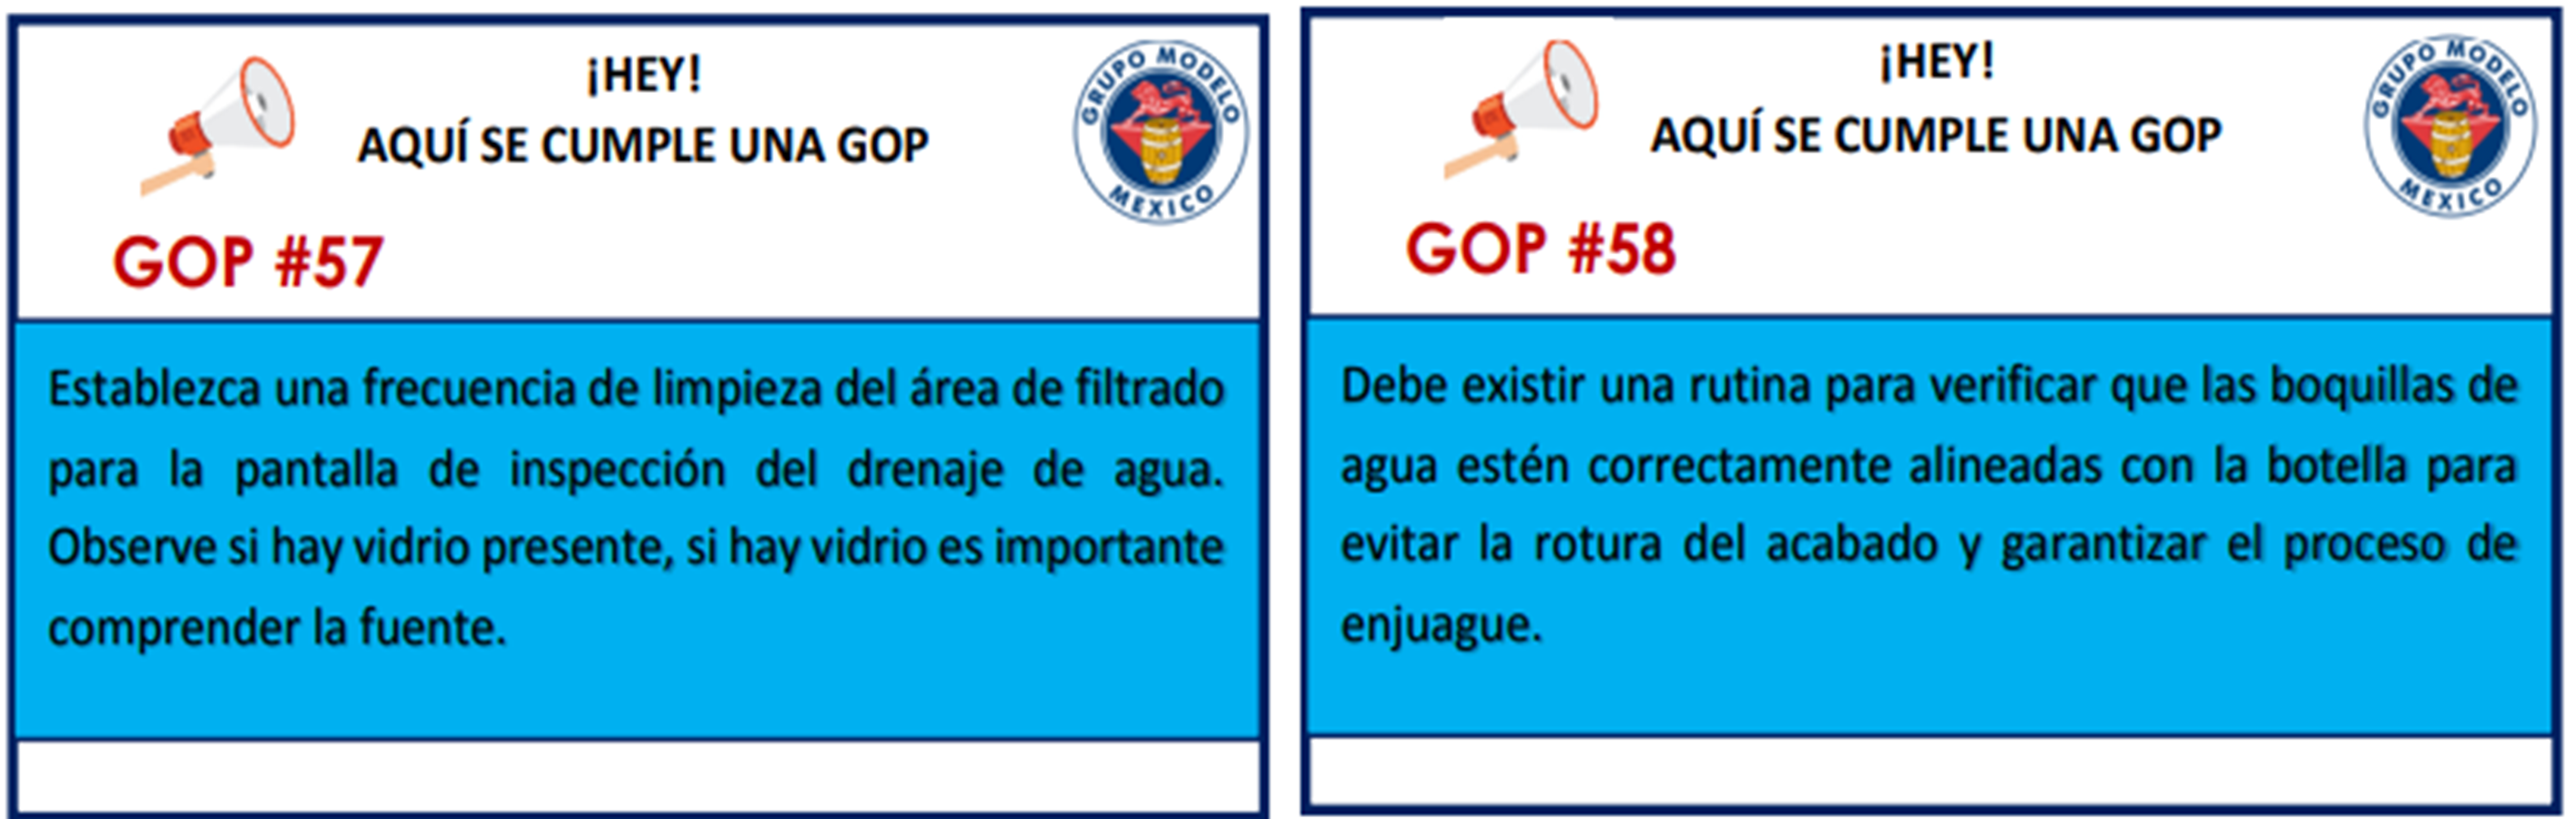 ¡HEY!
AQUÍ SE CUMPLE UNA GOP
GRUPO MODELO
MEXICO
GOP #57
Establezca una frecuencia de limpieza del área de filtrado
para la pantalla de inspección del drenaje de agua.
Observe si hay vidrio presente, si hay vidrio es importante
comprender la fuente.
¡HEY!
AQUÍ SE CUMPLE UNA GOP
GRUPO MODELO
MEXICO
GOP #58
Debe existir una rutina para verificar que las boquillas de
agua estén correctamente alineadas con la botella para
evitar la rotura del acabado y garantizar el proceso de
enjuague.